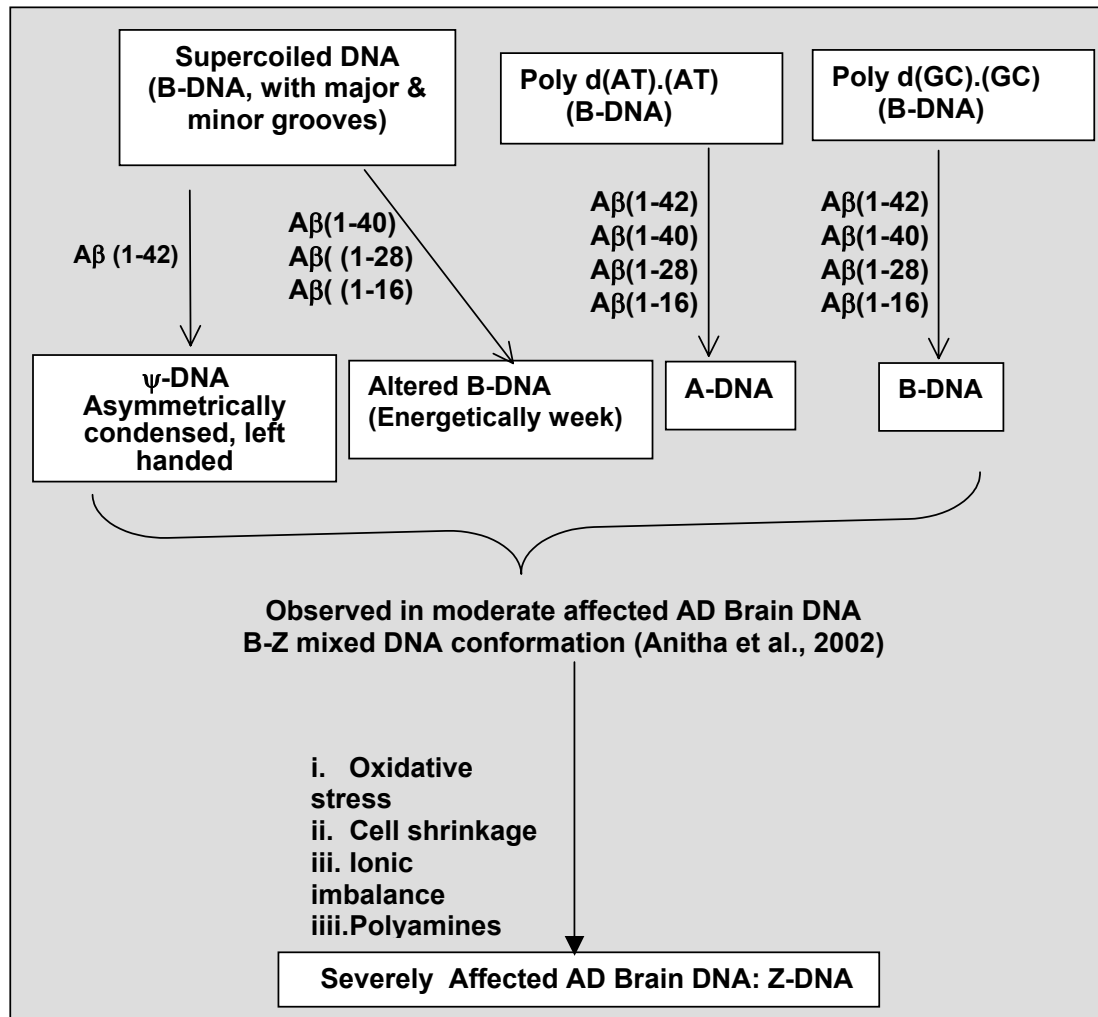 Supercoiled DNA
(B-DNA, with major &
minor grooves)
Poly d(AT).(AT)
(B-DNA)
Poly d(GC).(GC)
(B-DNA)
Aβ (1-42)
Aβ(1-40)
Aβ( (1-28)
Aβ( (1-16)
Aβ(1-42)
Aβ(1-40)
Aβ(1-28)
Aβ(1-16)
Aβ(1-42)
Aβ(1-40)
Aβ(1-28)
Aβ(1-16)
ψ-DNA
Asymmetrically
condensed, left
handed
Altered B-DNA
(Energetically week)
A-DNA
B-DNA
Observed in moderate affected AD Brain DNA
B-Z mixed DNA conformation (Anitha et al., 2002)
i. Oxidative
stress
ii. Cell shrinkage
iii. Ionic
imbalance
iiii.Polyamines
Severely Affected AD Brain DNA: Z-DNA